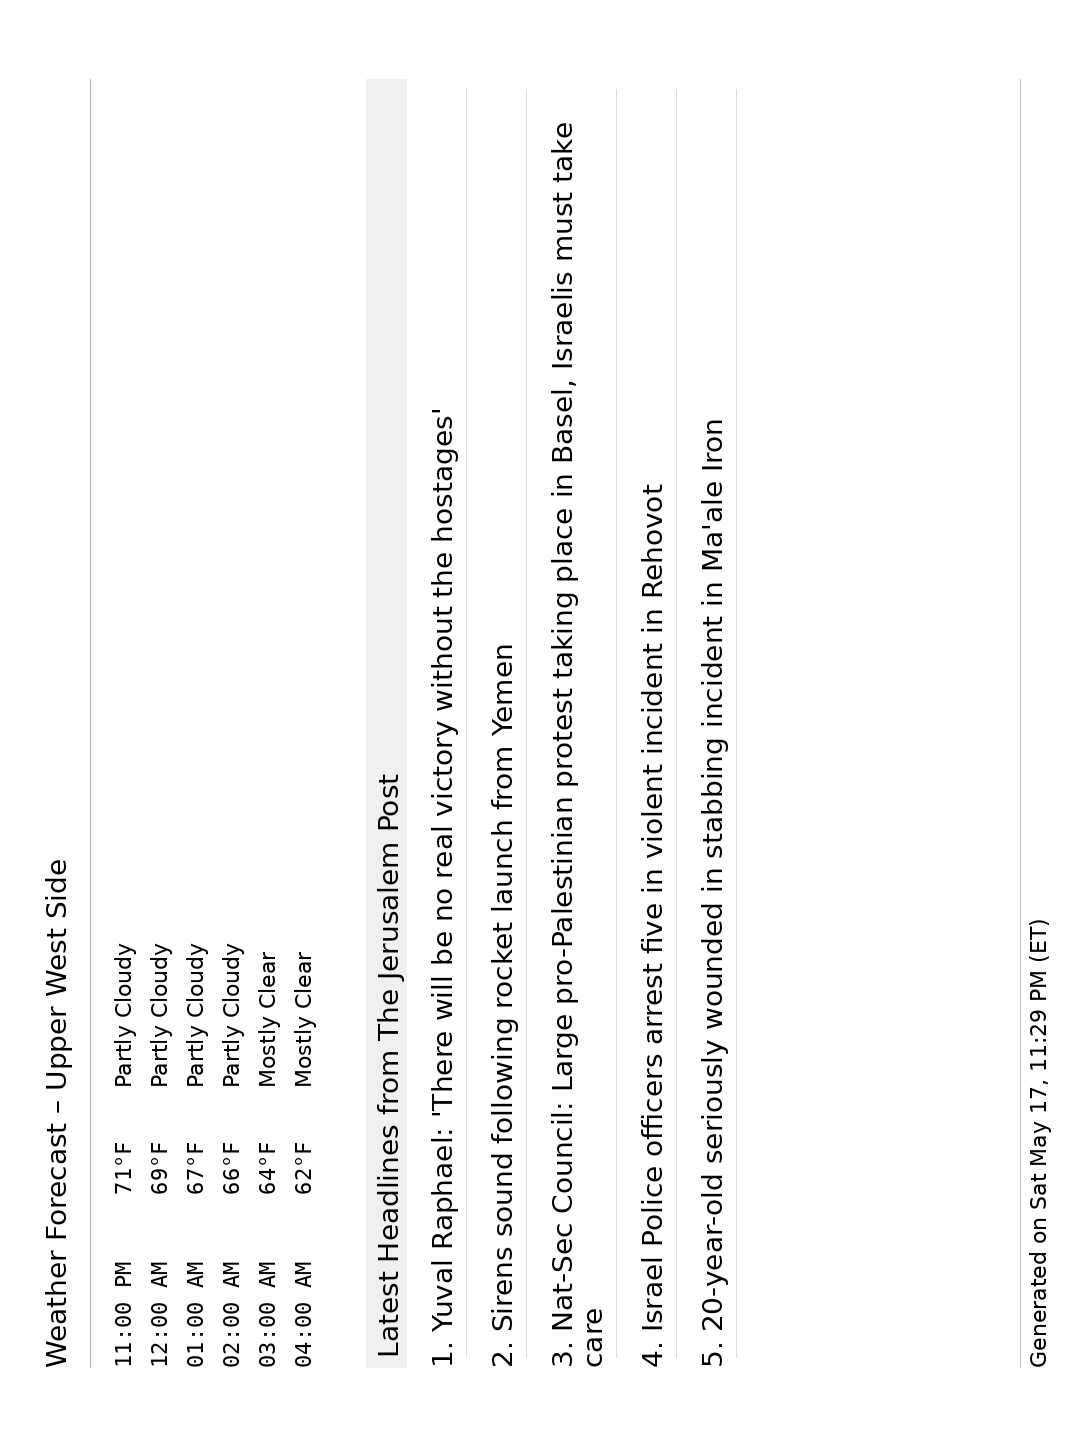 Weather Forecast – Upper West Side
11:00 PM 71°F Partly Cloudy
12:00 AM 69°F Partly Cloudy
01:00 AM 67°F Partly Cloudy
02:00 AM 66°F Partly Cloudy
03:00 AM 64°F Mostly Clear
04:00 AM 62°F Mostly Clear
Latest Headlines from The Jerusalem Post
1. Yuval Raphael: 'There will be no real victory without the hostages'
2. Sirens sound following rocket launch from Yemen
3. Nat-Sec Council: Large pro-Palestinian protest taking place in Basel, Israelis must take
care
4. Israel Police officers arrest five in violent incident in Rehovot
5. 20-year-old seriously wounded in stabbing incident in Ma'ale Iron
Generated on Sat May 17, 11:29 PM (ET)